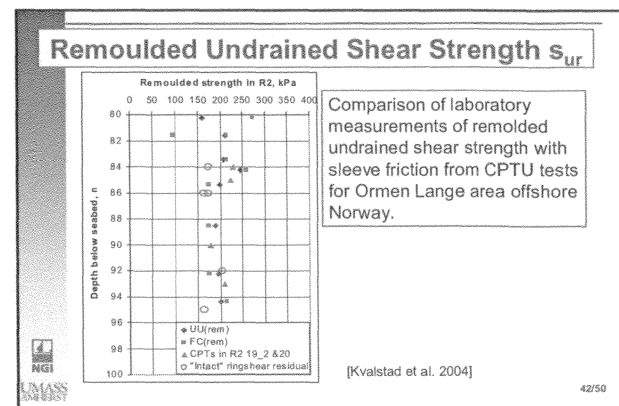 Remoulded Undrained Shear Strength sur
Remoulded strength in R2, kPa
0 50 100 150 200 250 300 350 400
80
82
84
86
88
90
92
94
96
98
100
Depth below seabed, n
UU(rem)
FC(rem)
CPTs in R2 19_2 &20
"Intact" ringshear residual
Comparison of laboratory
measurements of remolded
undrained shear strength with
sleeve friction from CPTU tests
for Ormen Lange area offshore
Norway.
[Kvalstad et al. 2004]
NGI
UMASS
AMHERST
42/50